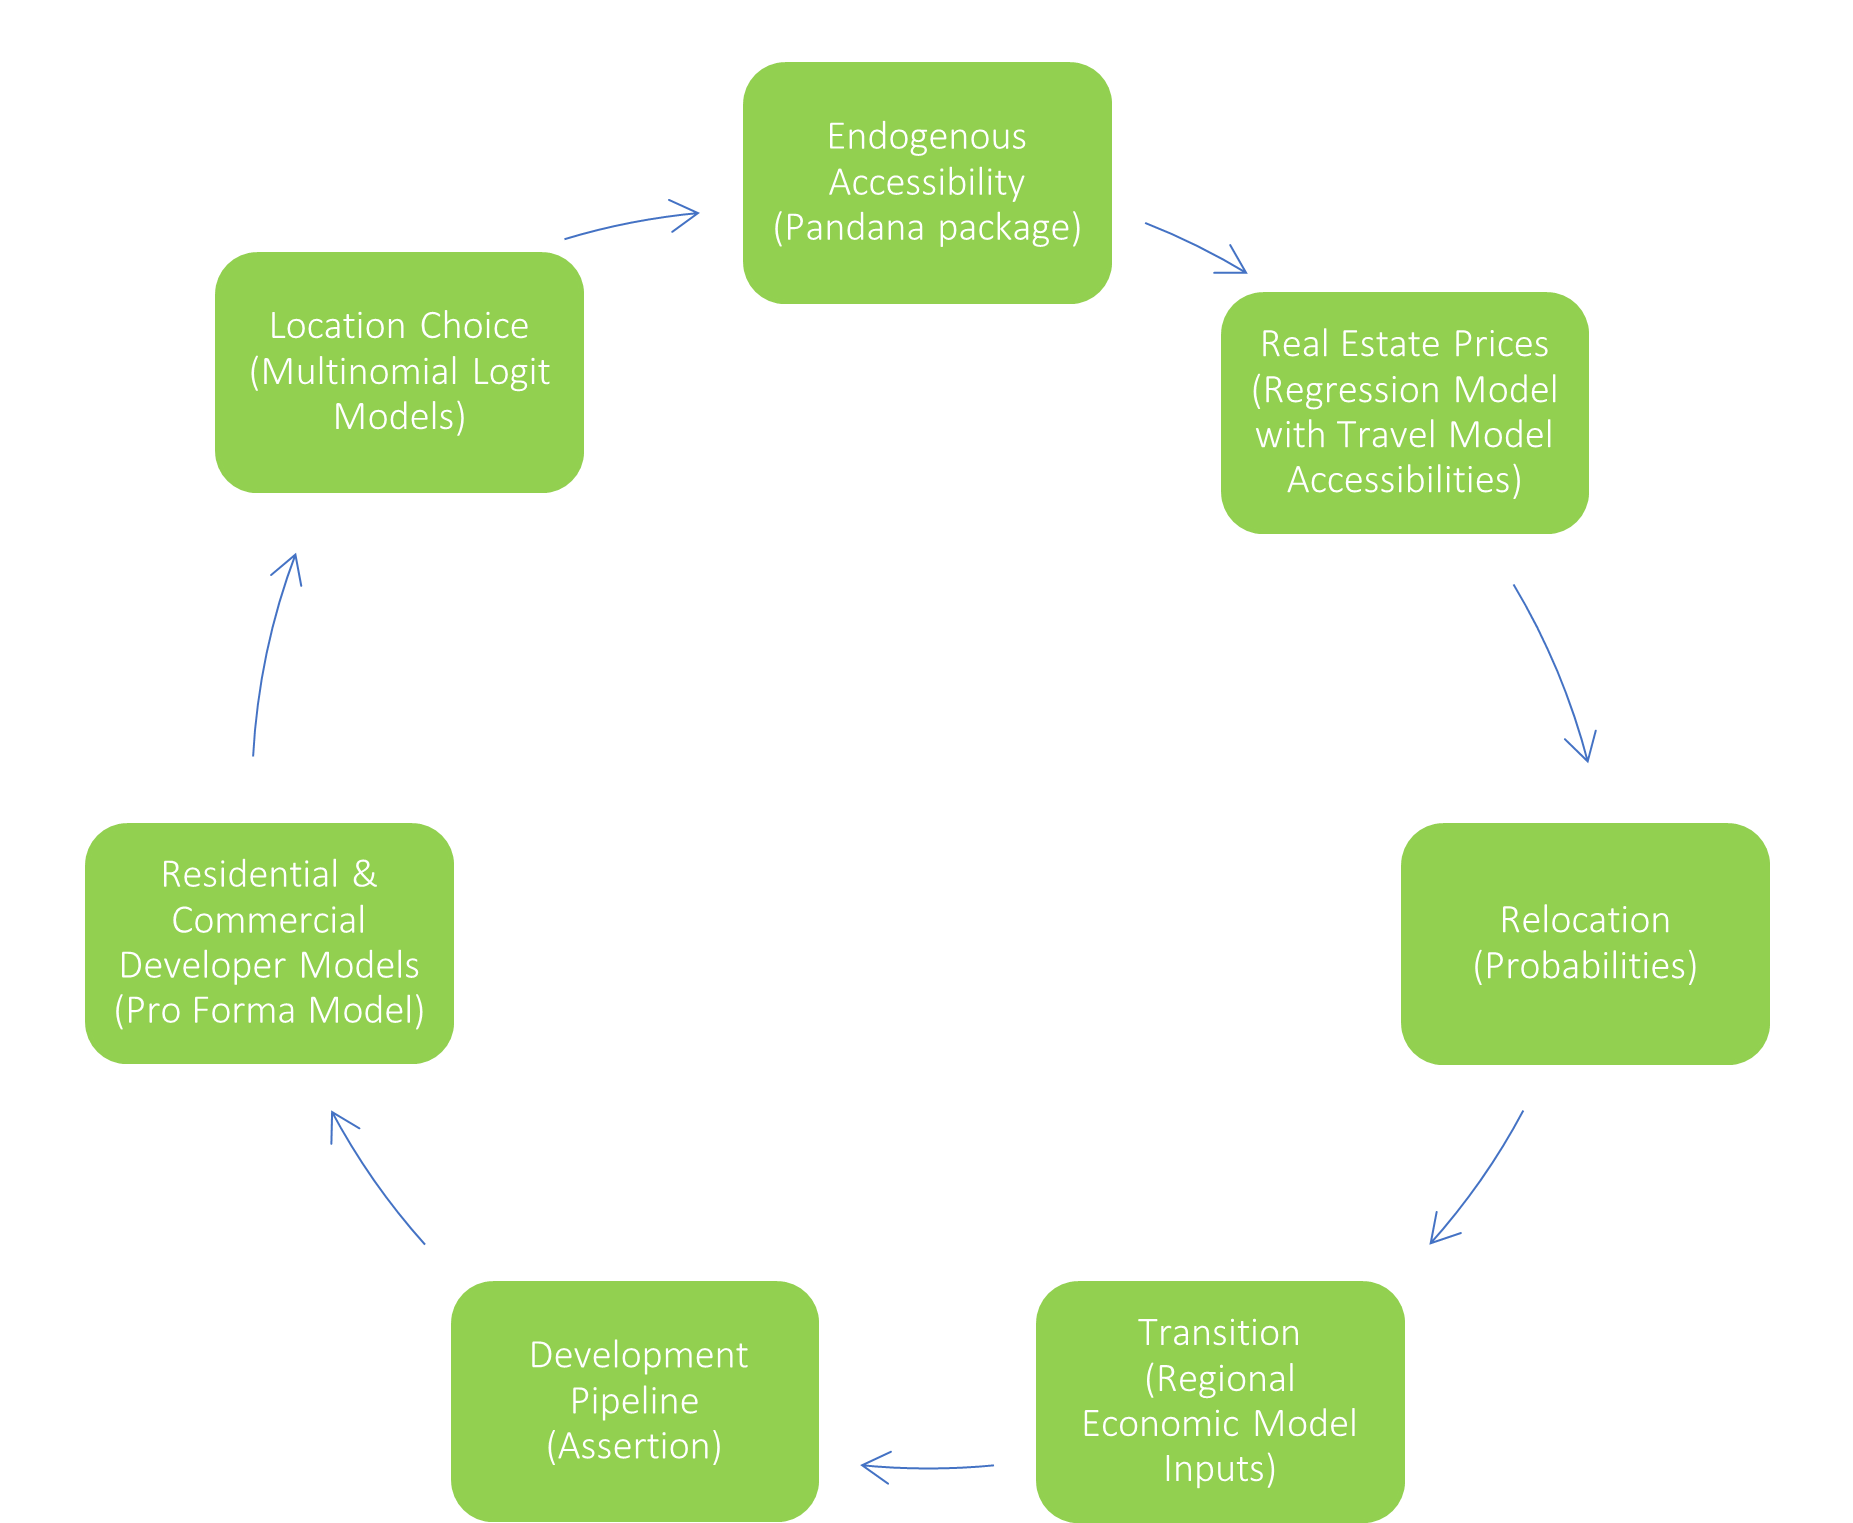 Endogenous
Accessibility
(Pandana package)
Real Estate Prices
(Regression Model
with Travel Model
Accessibilities)
Relocation
(Probabilities)
Transition
(Regional
Economic Model
Inputs)
Development
Pipeline
(Assertion)
Residential &
Commercial
Developer Models
(Pro Forma Model)
Location Choice
(Multinomial Logit
Models)